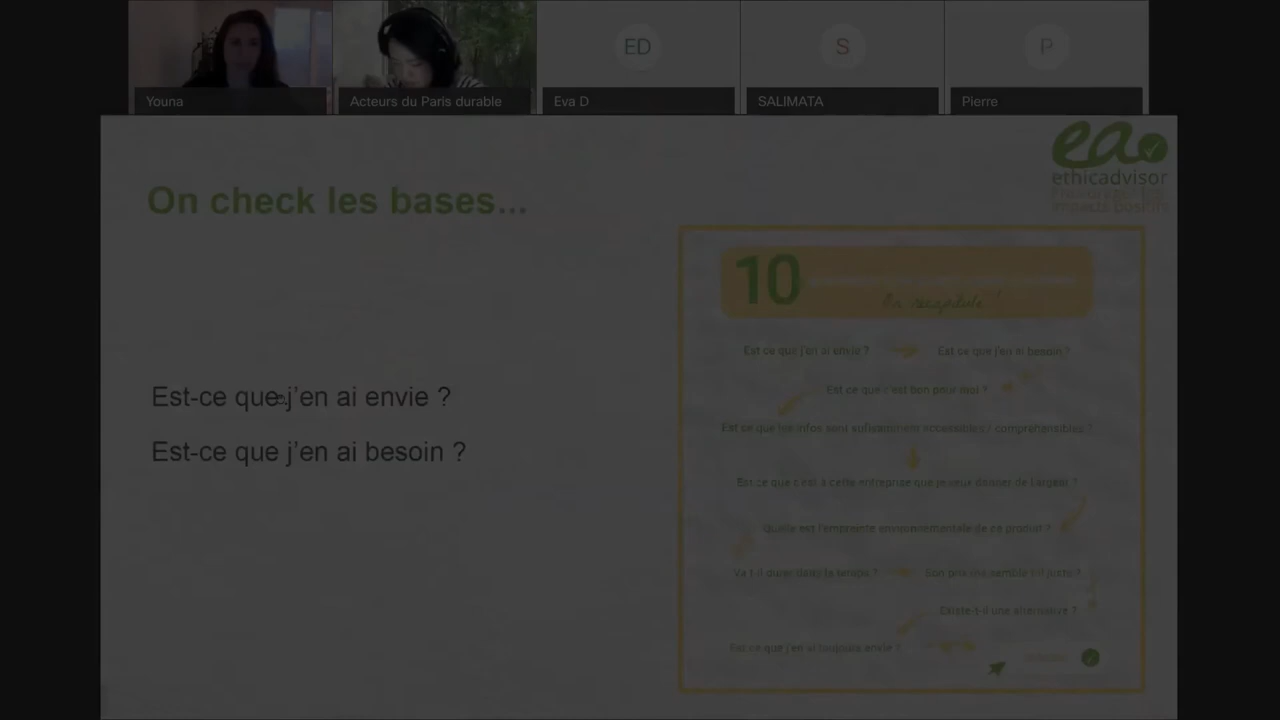 ED
S
P
Youna
Acteurs du Paris durable
Eva D
SALIMATA
Pierre
ea
ethicadvisor
impacts positifs
On check les bases...
10
On récapitule !
Est ce que j'en ai envie ?
Est ce que j'en ai besoin ?
Est ce que c'est bon pour moi ?
Est-ce que j'en ai envie ?
Est ce que les infos sont suffisamment accessibles / compréhensibles ?
Est-ce que j'en ai besoin ?
Est ce que c'est à cette entreprise que je veux donner de l'argent ?
Quelle est l'empreinte environnementale de ce produit ?
Va t-il durer dans le temps ?
Son prix me semble t-il juste ?
Existe-t-il une alternative ?
Est ce que j'en ai toujours envie ?